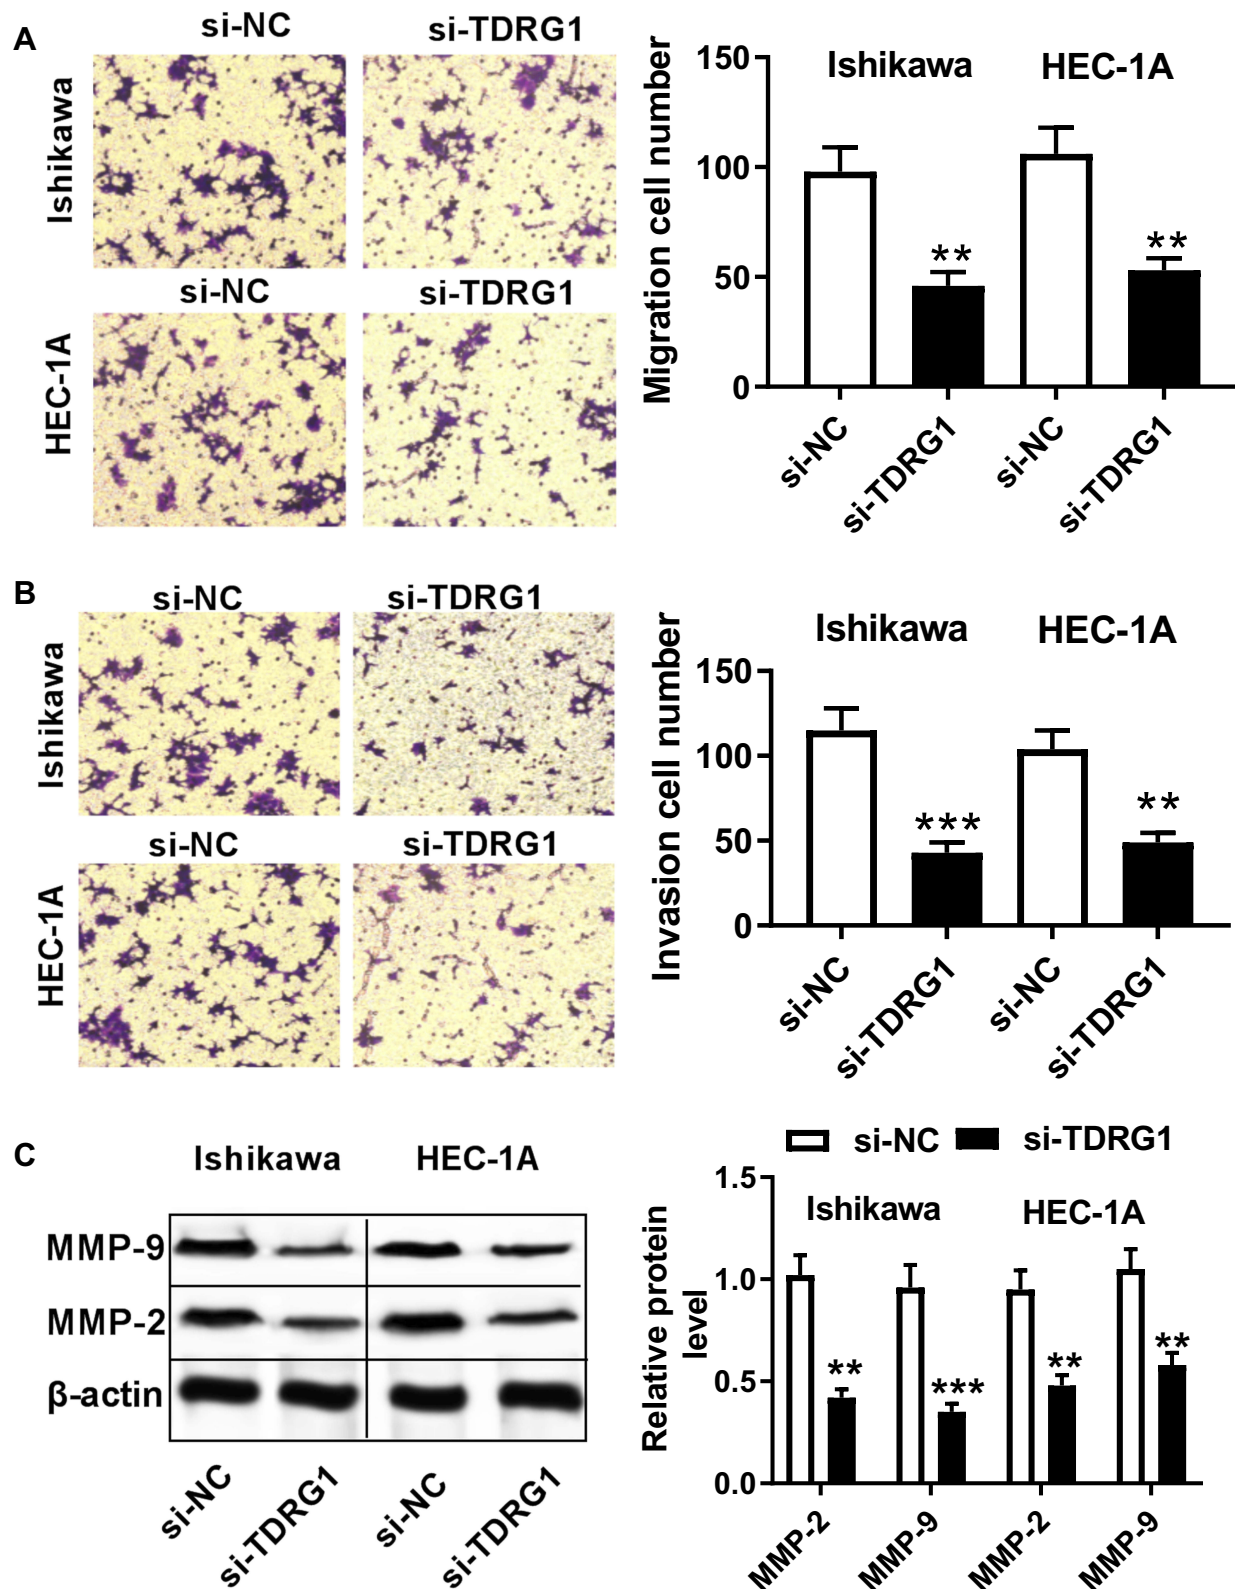 A
si-NC
si-TDRG1
Ishikawa
si-NC
si-TDRG1
HEC-1A
Migration cell number
150
100
50
0
Ishikawa
HEC-1A
**
**
si-NC
si-TDRG1
si-NC
si-TDRG1
B
si-NC
si-TDRG1
Ishikawa
si-NC
si-TDRG1
HEC-1A
Invasion cell number
150
100
50
0
Ishikawa
HEC-1A
***
**
si-NC
si-TDRG1
si-NC
si-TDRG1
C
Ishikawa
HEC-1A
MMP-9
MMP-2
β-actin
si-NC
si-TDRG1
si-NC
si-TDRG1
si-NC
si-TDRG1
Relative protein
level
1.5
1.0
0.5
0.0
Ishikawa
HEC-1A
**
***
**
**
MMP-2
MMP-9
MMP-2
MMP-9